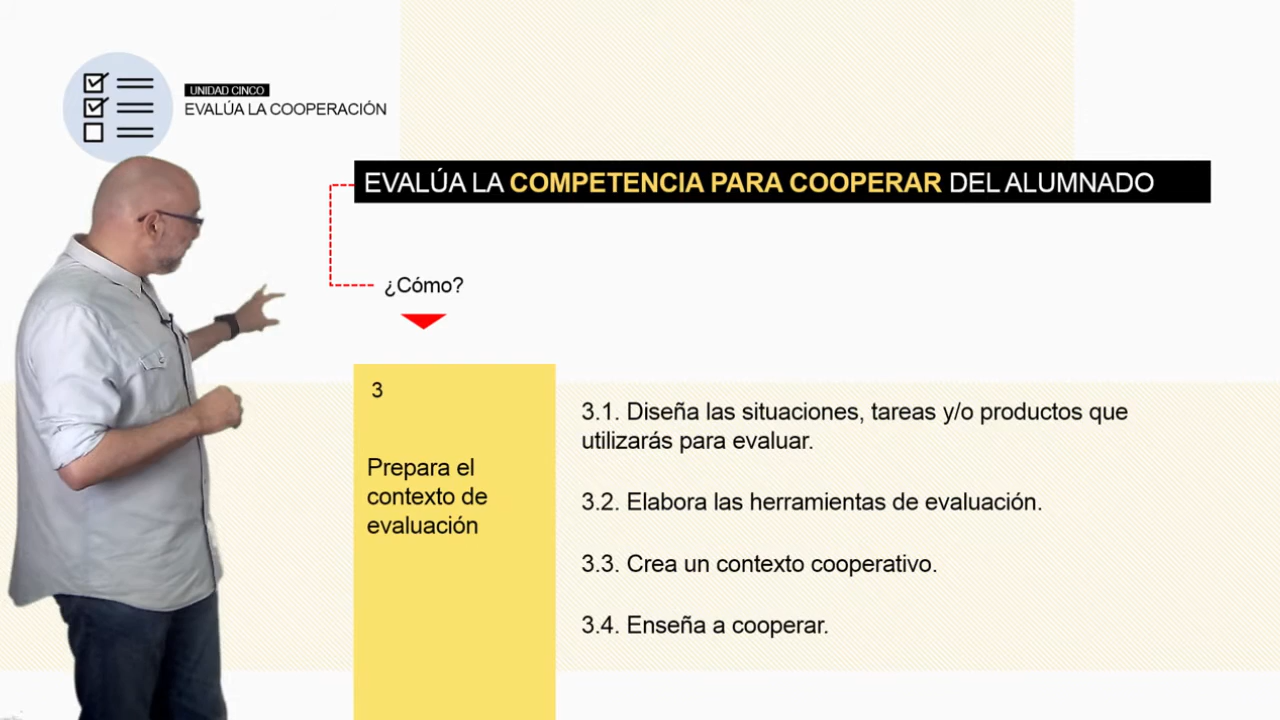 UNIDAD CINCO
EVALÚA LA COOPERACIÓN
EVALÚA LA COMPETENCIA PARA COOPERAR DEL ALUMNADO
¿Cómo?
3
Prepara el
contexto de
evaluación
3.1. Diseña las situaciones, tareas y/o productos que
utilizarás para evaluar.
3.2. Elabora las herramientas de evaluación.
3.3. Crea un contexto cooperativo.
3.4. Enseña a cooperar.